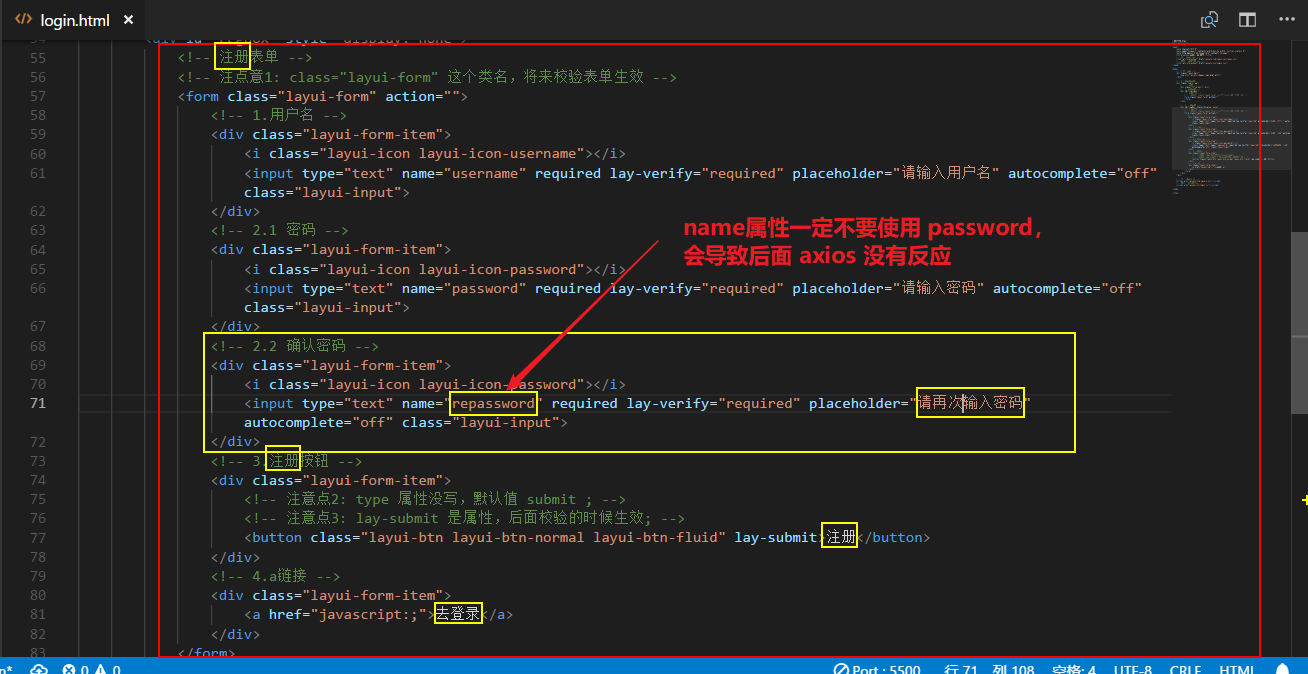 login.html ×
55 <!-- 注册表单 -->
56 <!-- 注点意1: class="layui-form" 这个类名，将来校验表单生效 -->
57 <form class="layui-form" action="">
58 <!-- 1.用户名 -->
59 <div class="layui-form-item">
60 <i class="layui-icon layui-icon-username"></i>
61 <input type="text" name="username" required lay-verify="required" placeholder="请输入用户名" autocomplete="off"
class="layui-input">
62 </div>
63 <!-- 2.1 密码 -->
64 <div class="layui-form-item">
65 <i class="layui-icon layui-icon-password"></i>
66 <input type="text" name="password" required lay-verify="required" placeholder="请输入密码" autocomplete="off"
class="layui-input">
67 </div>
name属性一定不要使用 password，
会导致后面 axios 没有反应
68 <!-- 2.2 确认密码 -->
69 <div class="layui-form-item">
70 <i class="layui-icon layui-icon-password"></i>
71 <input type="text" name="repassword" required lay-verify="required" placeholder="请再次输入密码"
autocomplete="off" class="layui-input">
72 </div>
73 <!-- 3.注册按钮 -->
74 <div class="layui-form-item">
75 <!-- 注意点2: type 属性没写，默认值 submit ; -->
76 <!-- 注意点3: lay-submit 是属性，后面校验的时候生效; -->
77 <button class="layui-btn layui-btn-normal layui-btn-fluid" lay-submit>注册</button>
78 </div>
79 <!-- 4.a链接 -->
80 <div class="layui-form-item">
81 <a href="javascript:;">去登录</a>
82 </div>
83 </form>
0 0 Port : 5500 行 71，列 108 空格: 4 UTF-8 CRLF HTML